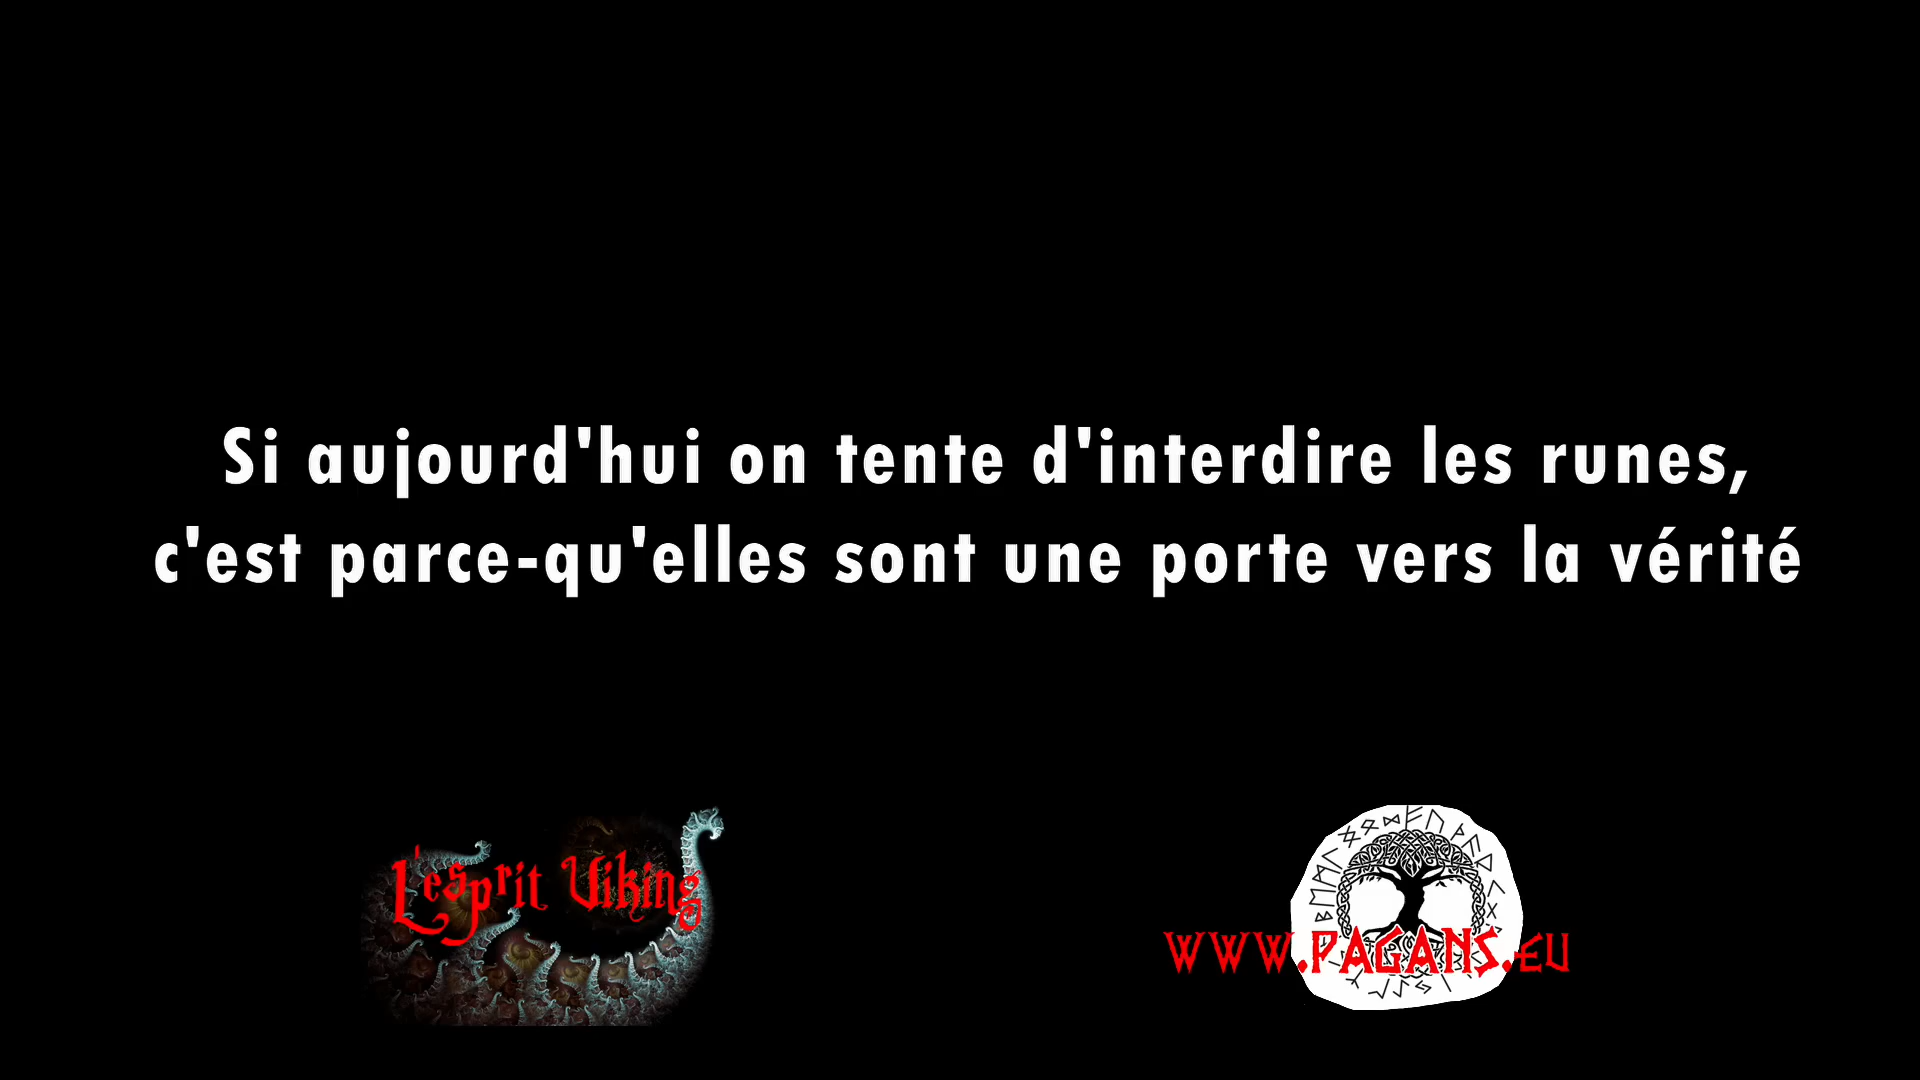 Si aujourd'hui on tente d'interdire les runes,
c'est parce-qu'elles sont une porte vers la vérité
L'esprit Viking
WWW.PAGANS.EU